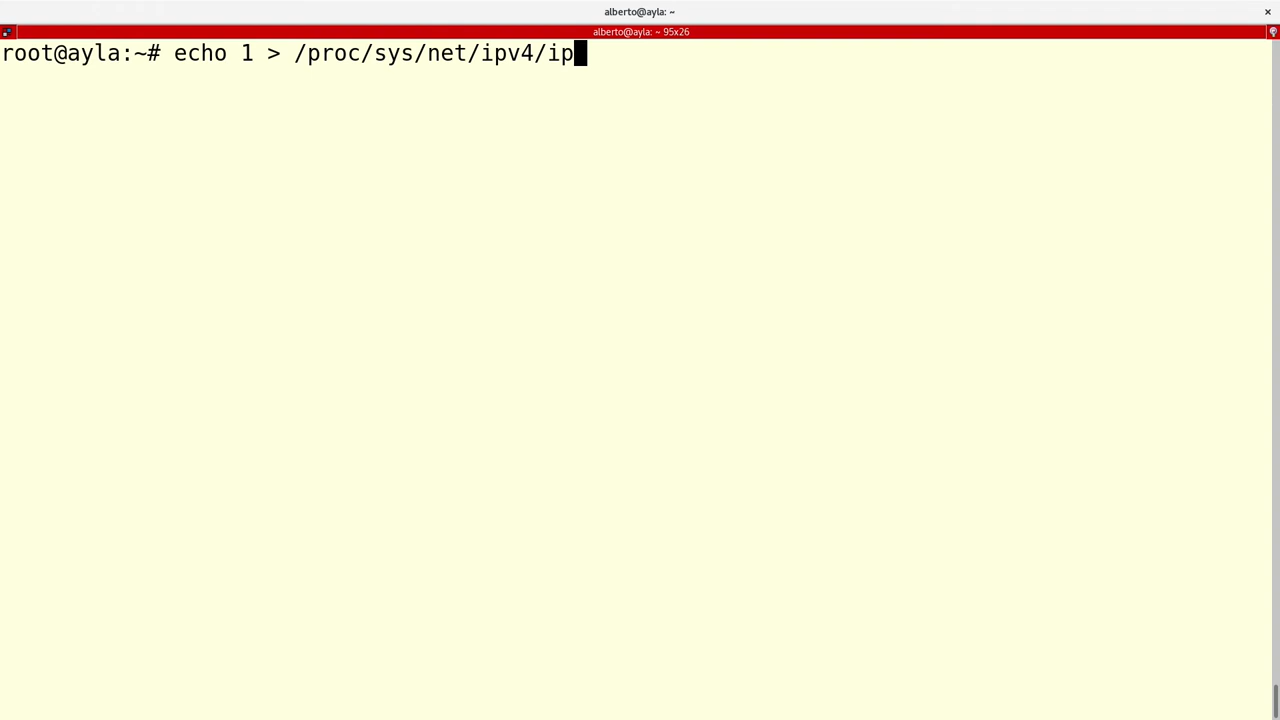 alberto@ayla: ~
alberto@ayla: ~ 95x26
root@ayla:~# echo 1 > /proc/sys/net/ipv4/ip